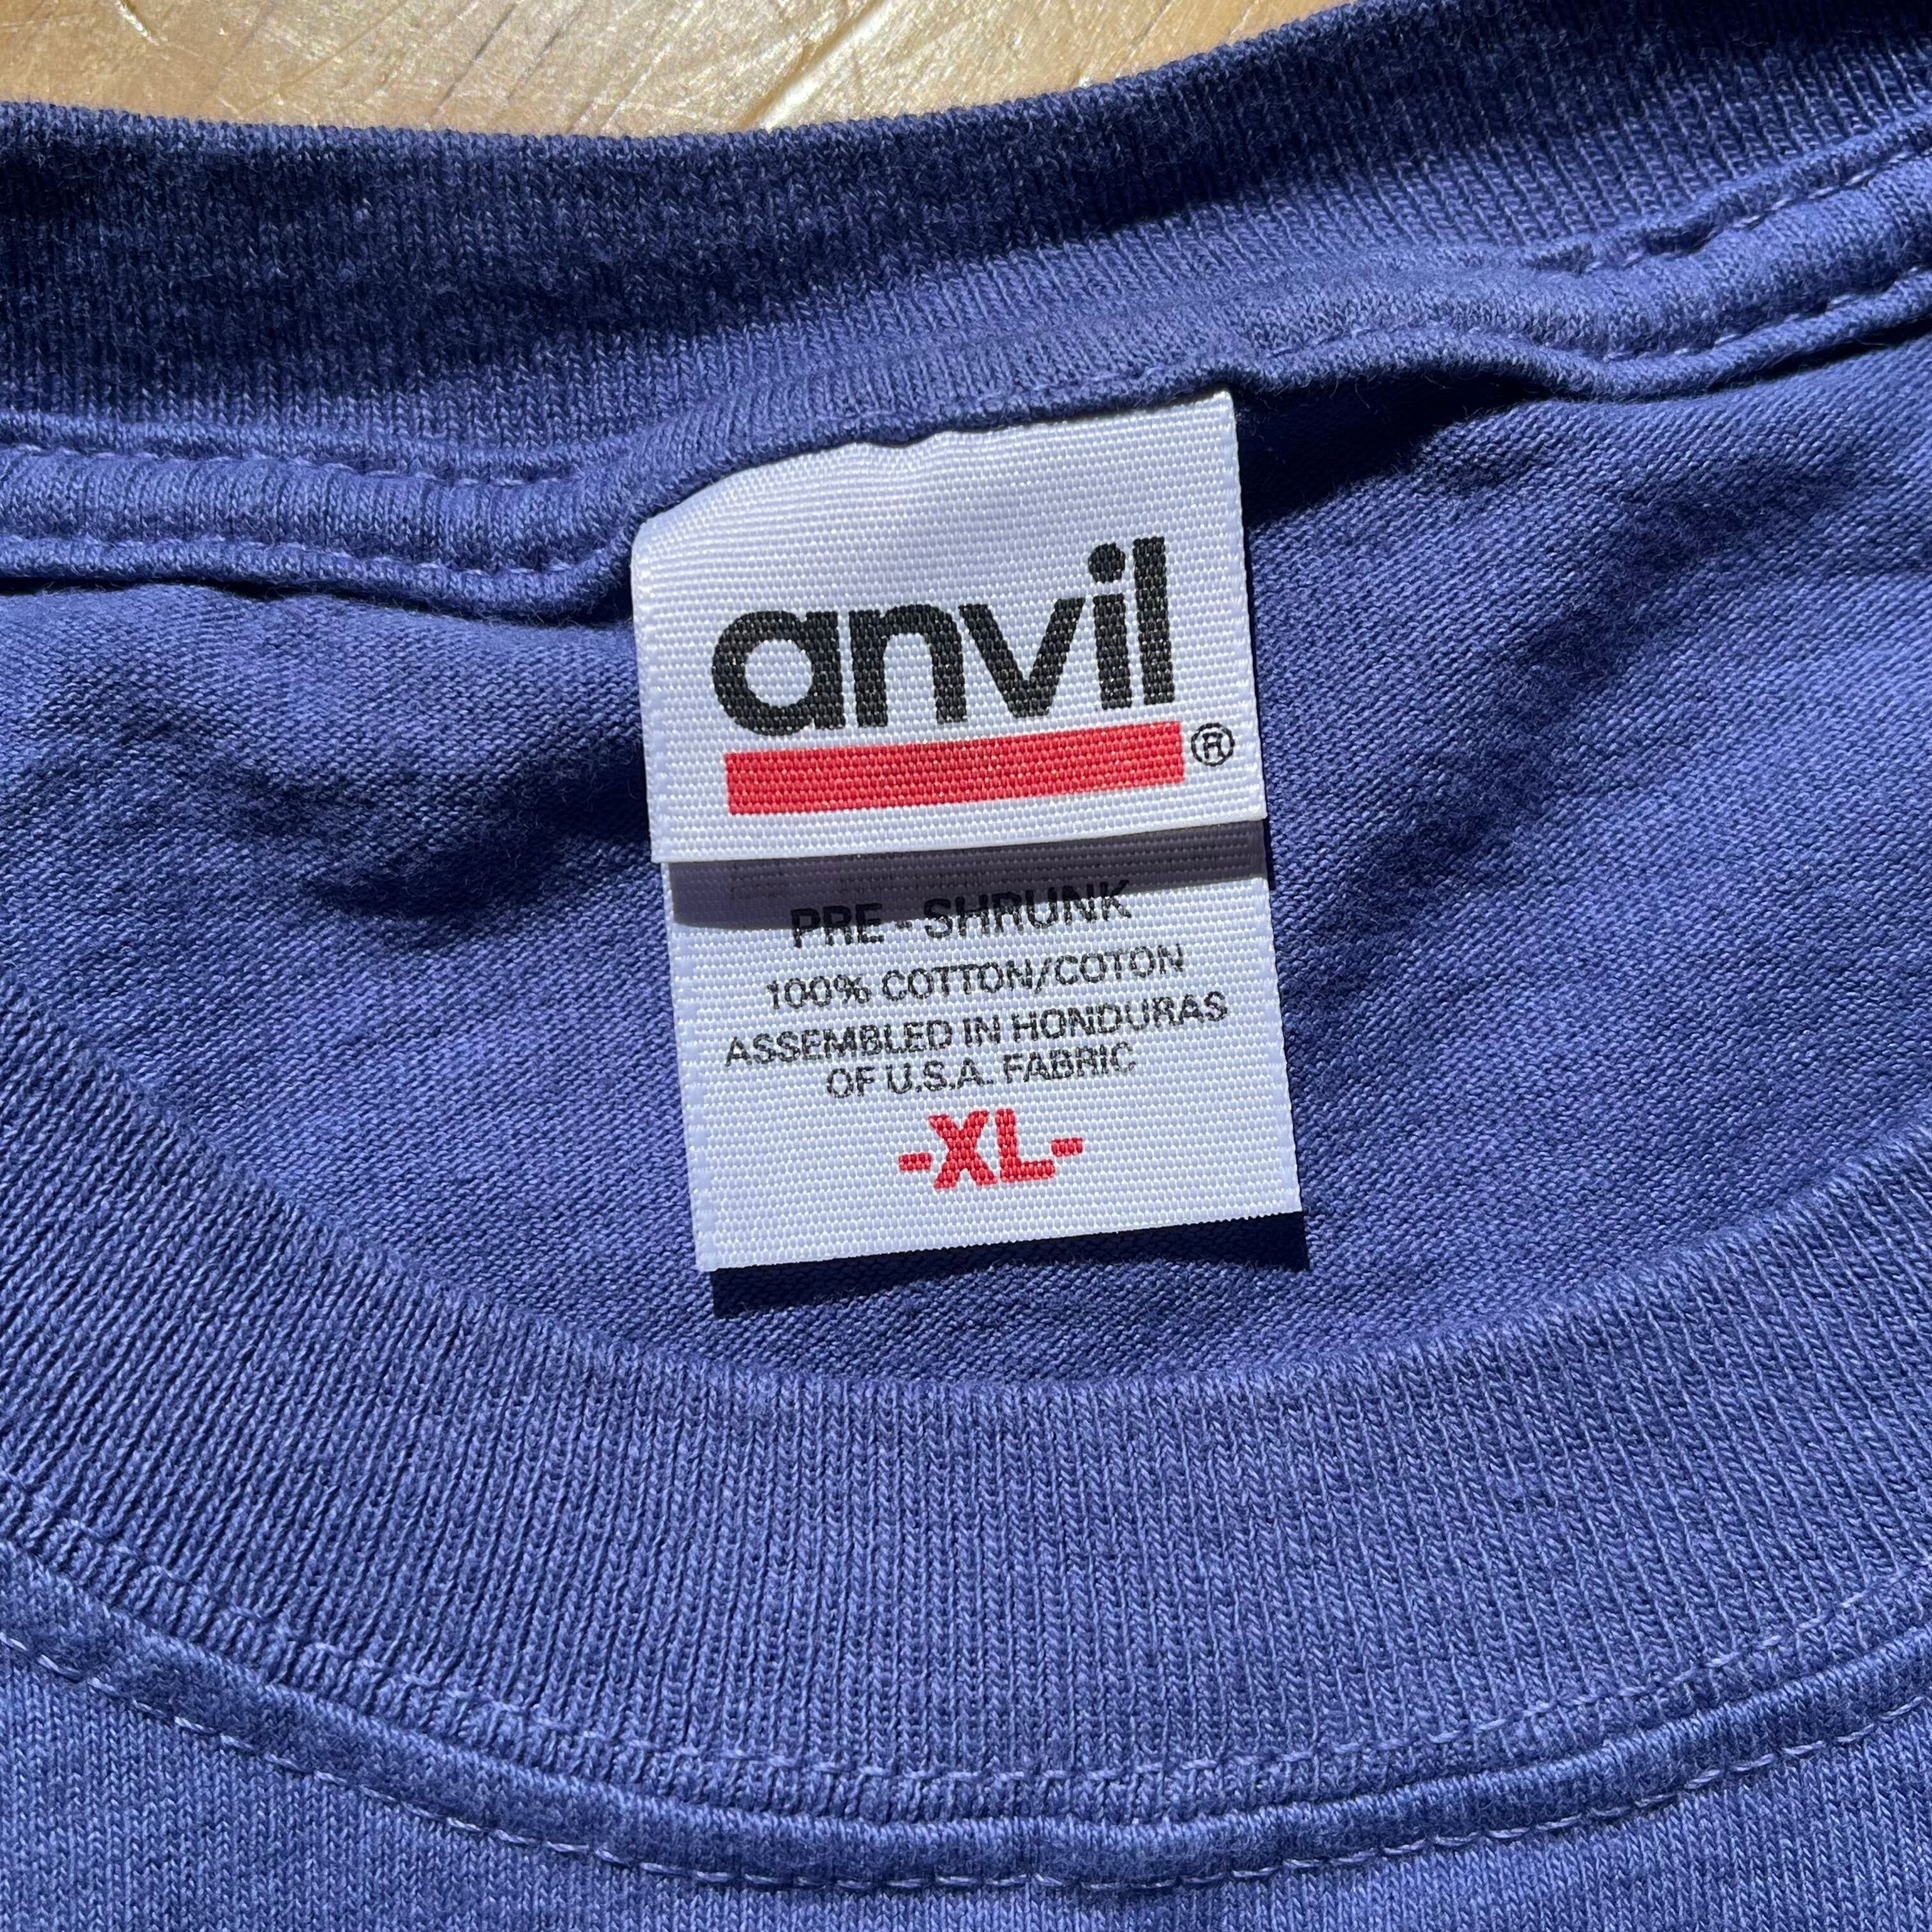 anvil
®
PRE-SHRUNK
100% COTTON/COTON
ASSEMBLED IN HONDURAS
OF U.S.A. FABRIC
-XL-